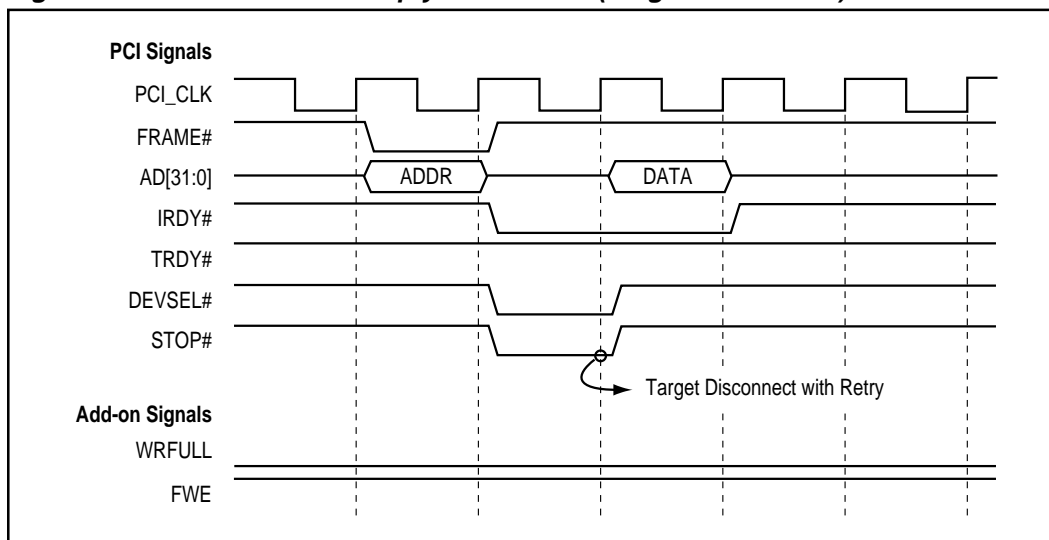 (
PCI Signals
PCI_CLK
FRAME#
AD[31:0] ADDR DATA
IRDY#
TRDY#
DEVSEL#
STOP#
Target Disconnect with Retry
Add-on Signals
WRFULL
FWE